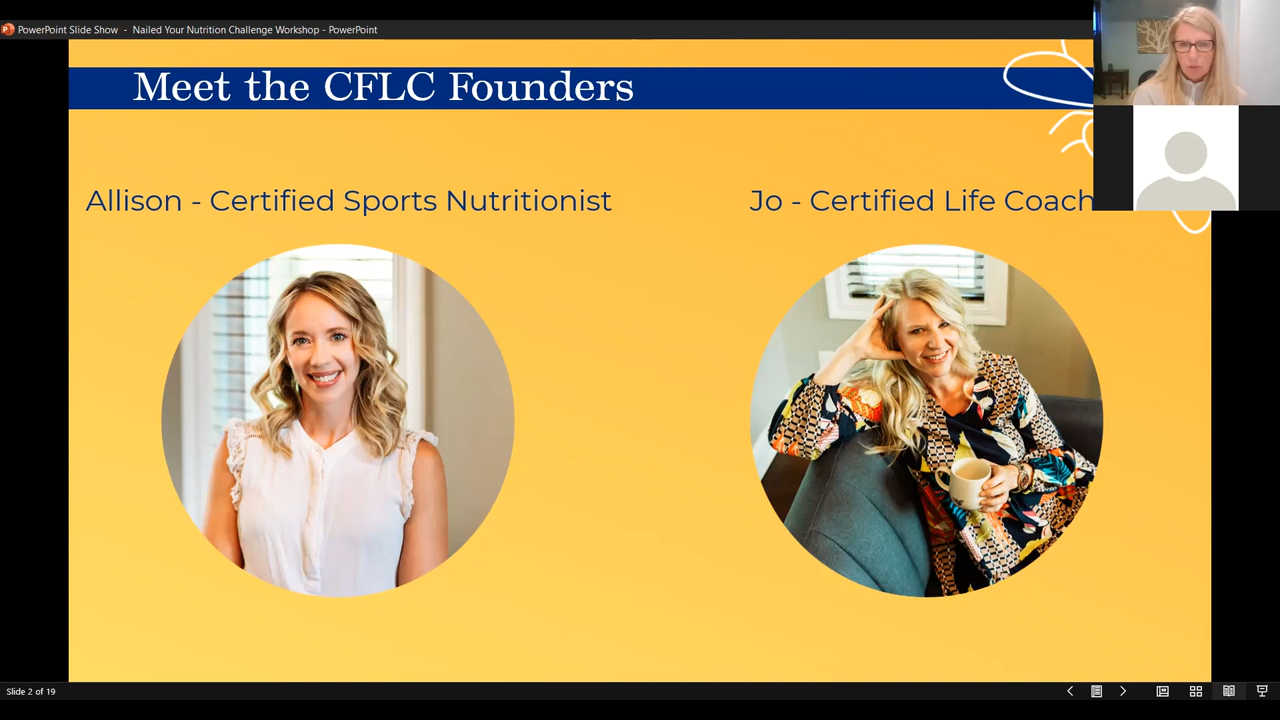 PowerPoint Slide Show - Nailed Your Nutrition Challenge Workshop - PowerPoint
Meet the CFLC Founders
Allison - Certified Sports Nutritionist
Jo - Certified Life Coach
Slide 2 of 19